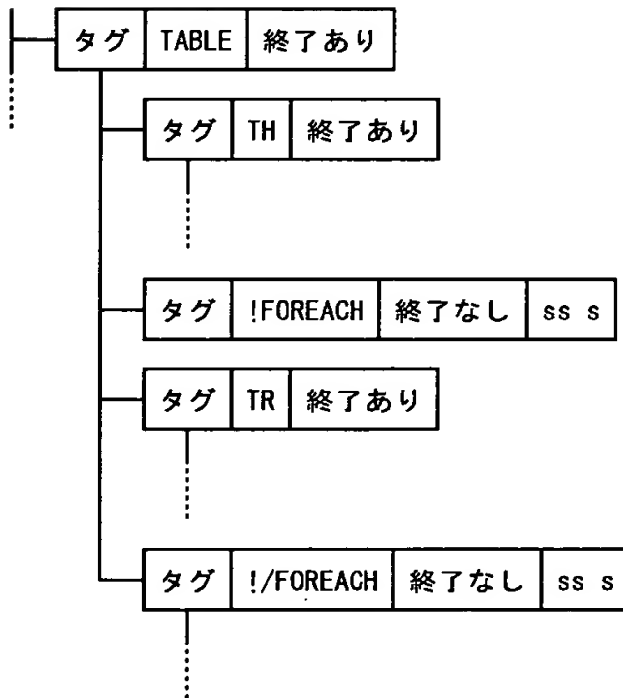 タグ TABLE 終了あり
タグ TH 終了あり
タグ !FOREACH 終了なし ss s
タグ TR 終了あり
タグ !/FOREACH 終了なし ss s